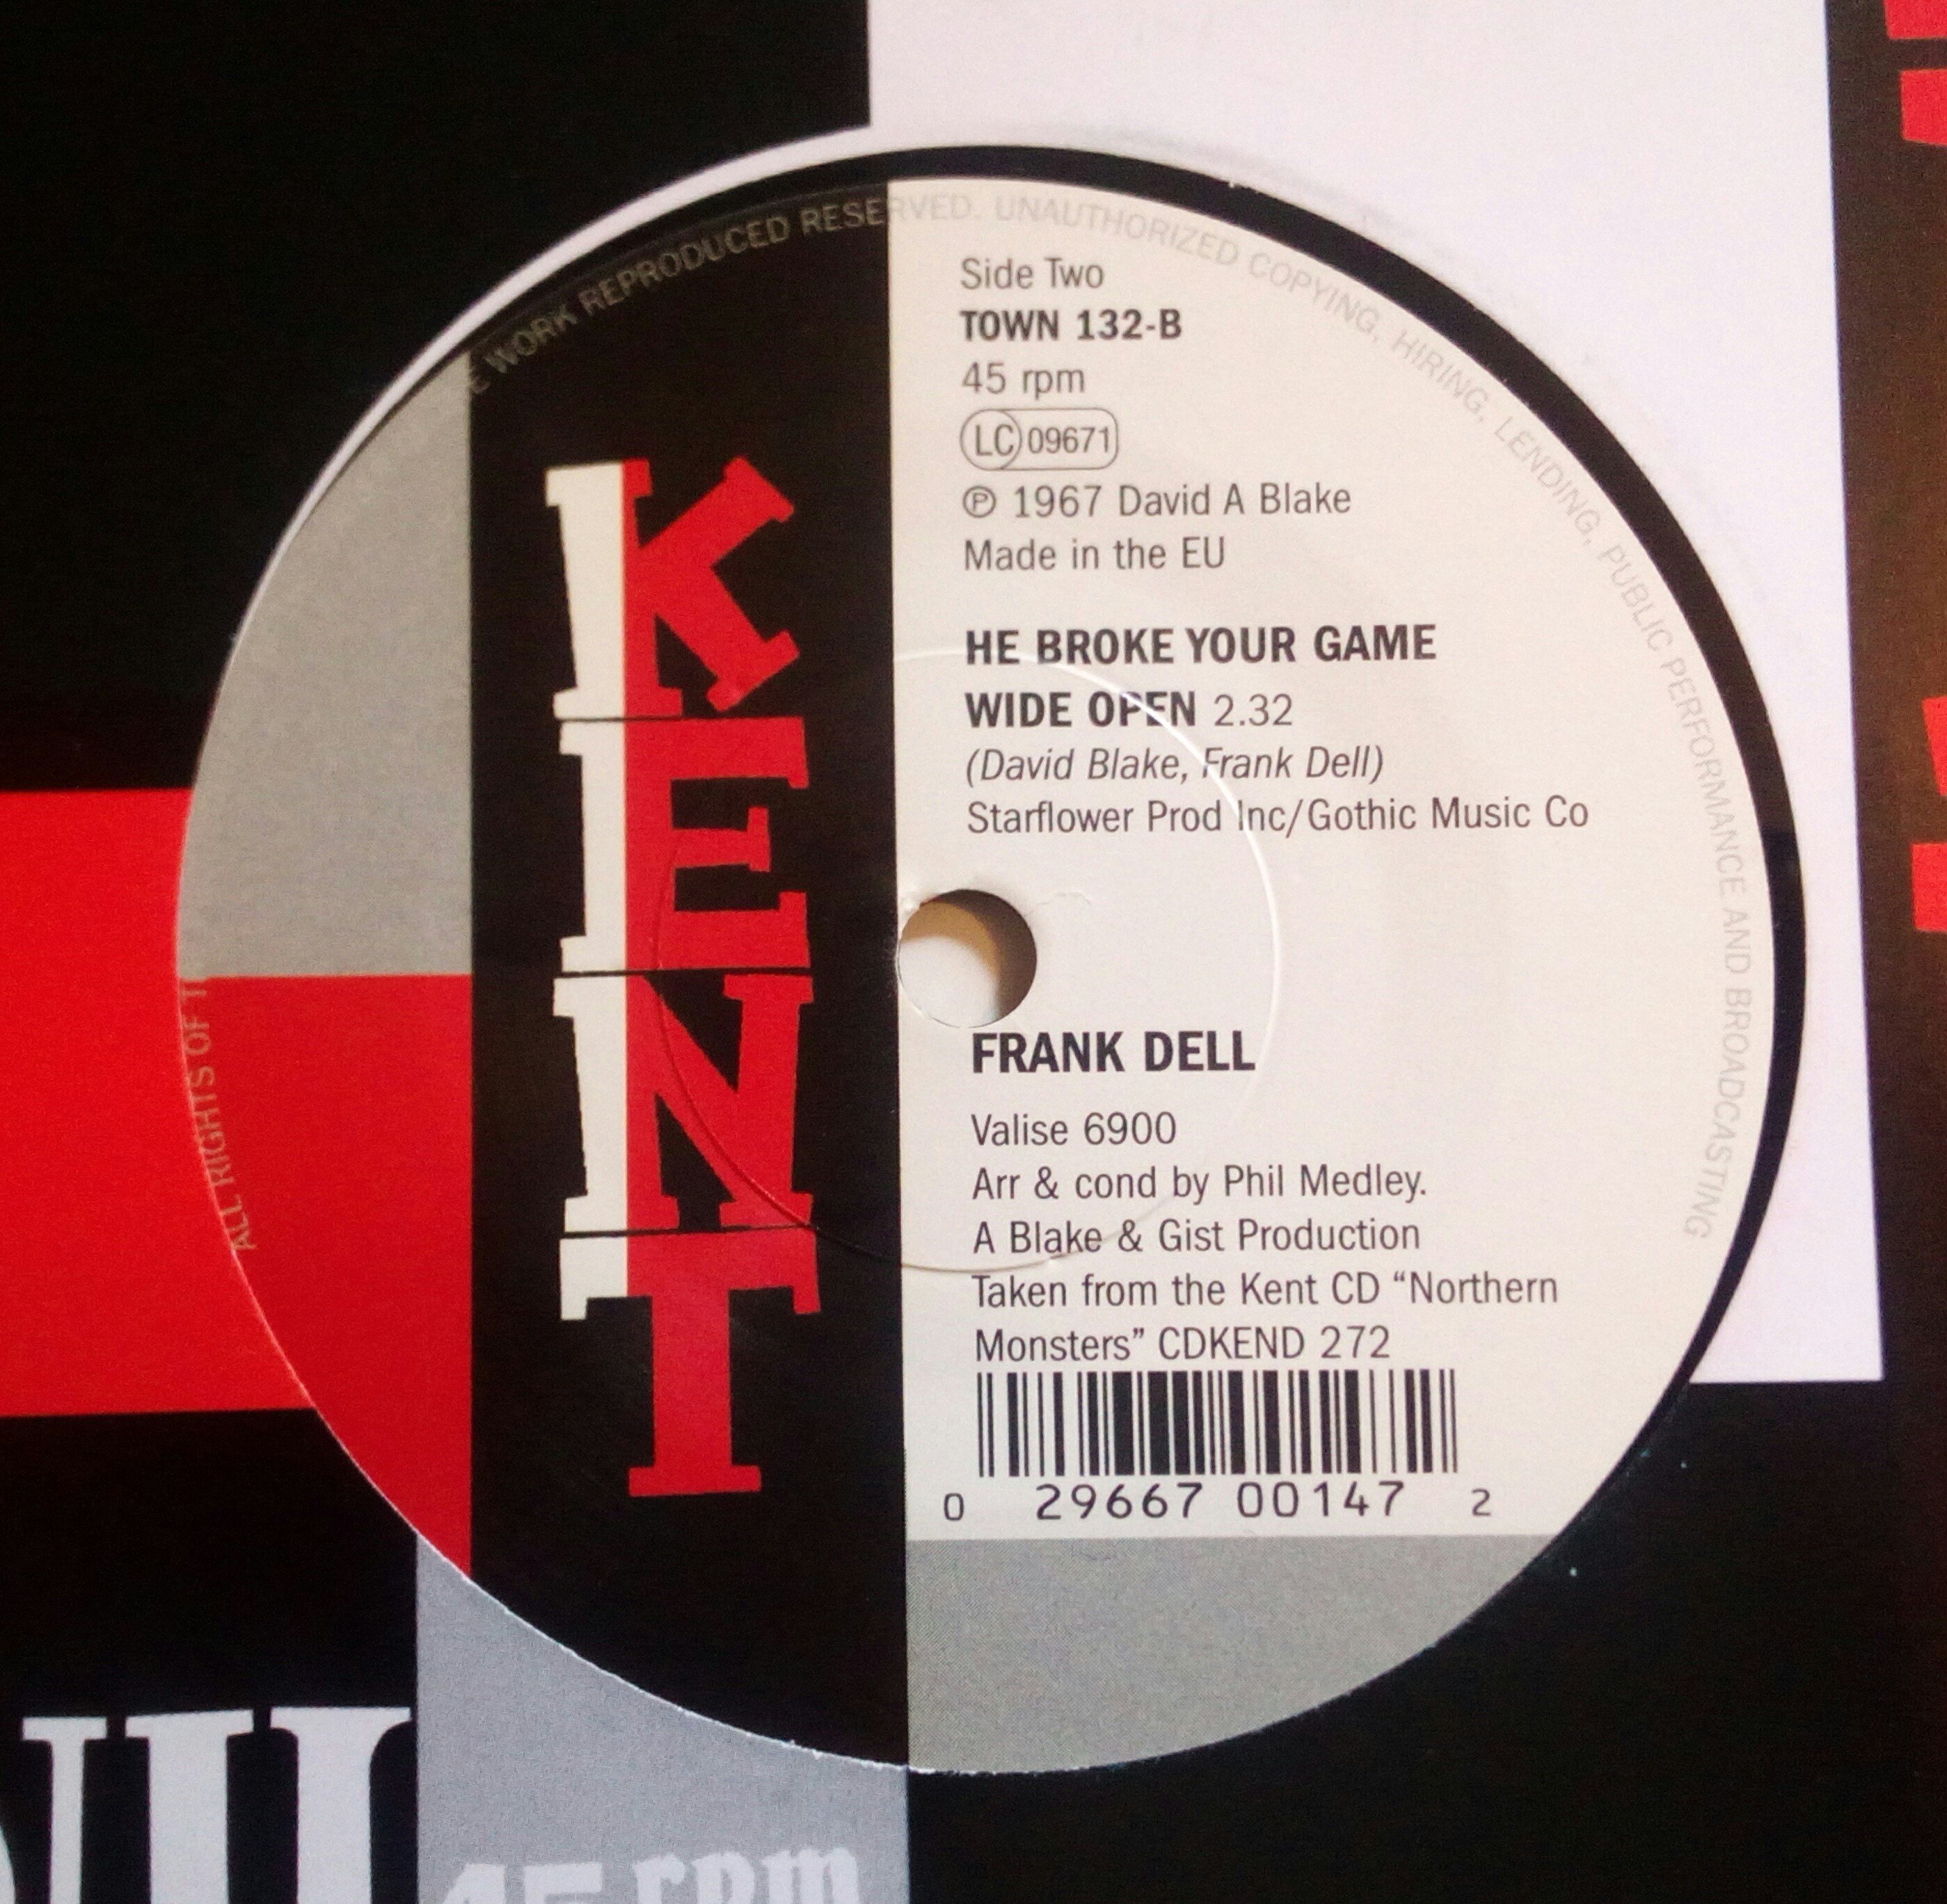 ALL RIGHTS OF
WORK REPRODUCED RESERVED. UNAUTHORIZED COPYING, HIRING, LENDING, PUBLIC PERFORMANCE AND BROADCASTING
KENT
Side Two
TOWN 132-B
45 rpm
LC 09671
℗ 1967 David A Blake
Made in the EU
HE BROKE YOUR GAME
WIDE OPEN 2.32
(David Blake, Frank Dell)
Starflower Prod Inc/Gothic Music Co
FRANK DELL
Valise 6900
Arr & cond by Phil Medley.
A Blake & Gist Production
Taken from the Kent CD “Northern
Monsters” CDKEND 272
0 29667 00147 2
45 rpm